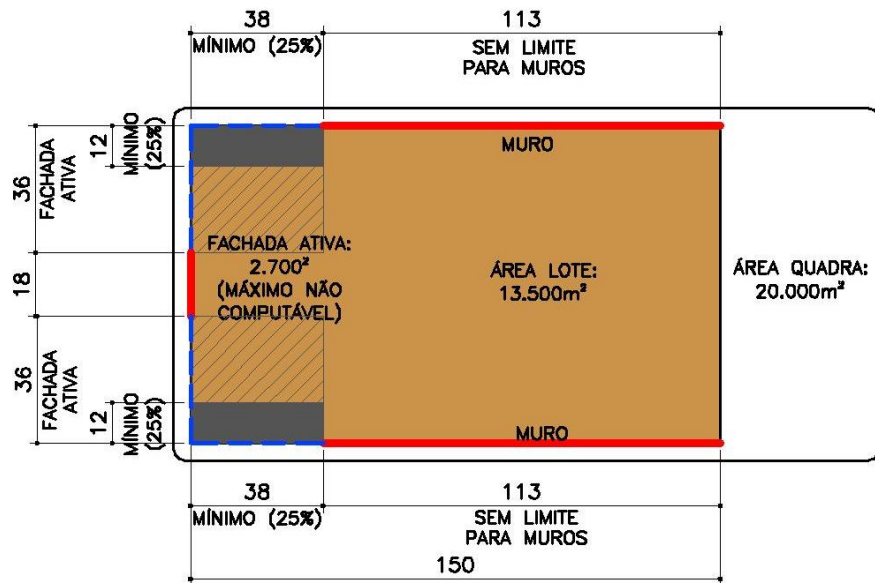 38
MÍNIMO (25%)
113
SEM LIMITE
PARA MUROS
36
FACHADA
ATIVA
12
MÍNIMO
(25%)
MURO
18
FACHADA ATIVA:
2.700²
(MÁXIMO NÃO
COMPUTÁVEL)
ÁREA LOTE:
13.500m²
ÁREA QUADRA:
20.000m²
36
FACHADA
ATIVA
12
MÍNIMO
(25%)
MURO
38
MÍNIMO (25%)
113
SEM LIMITE
PARA MUROS
150